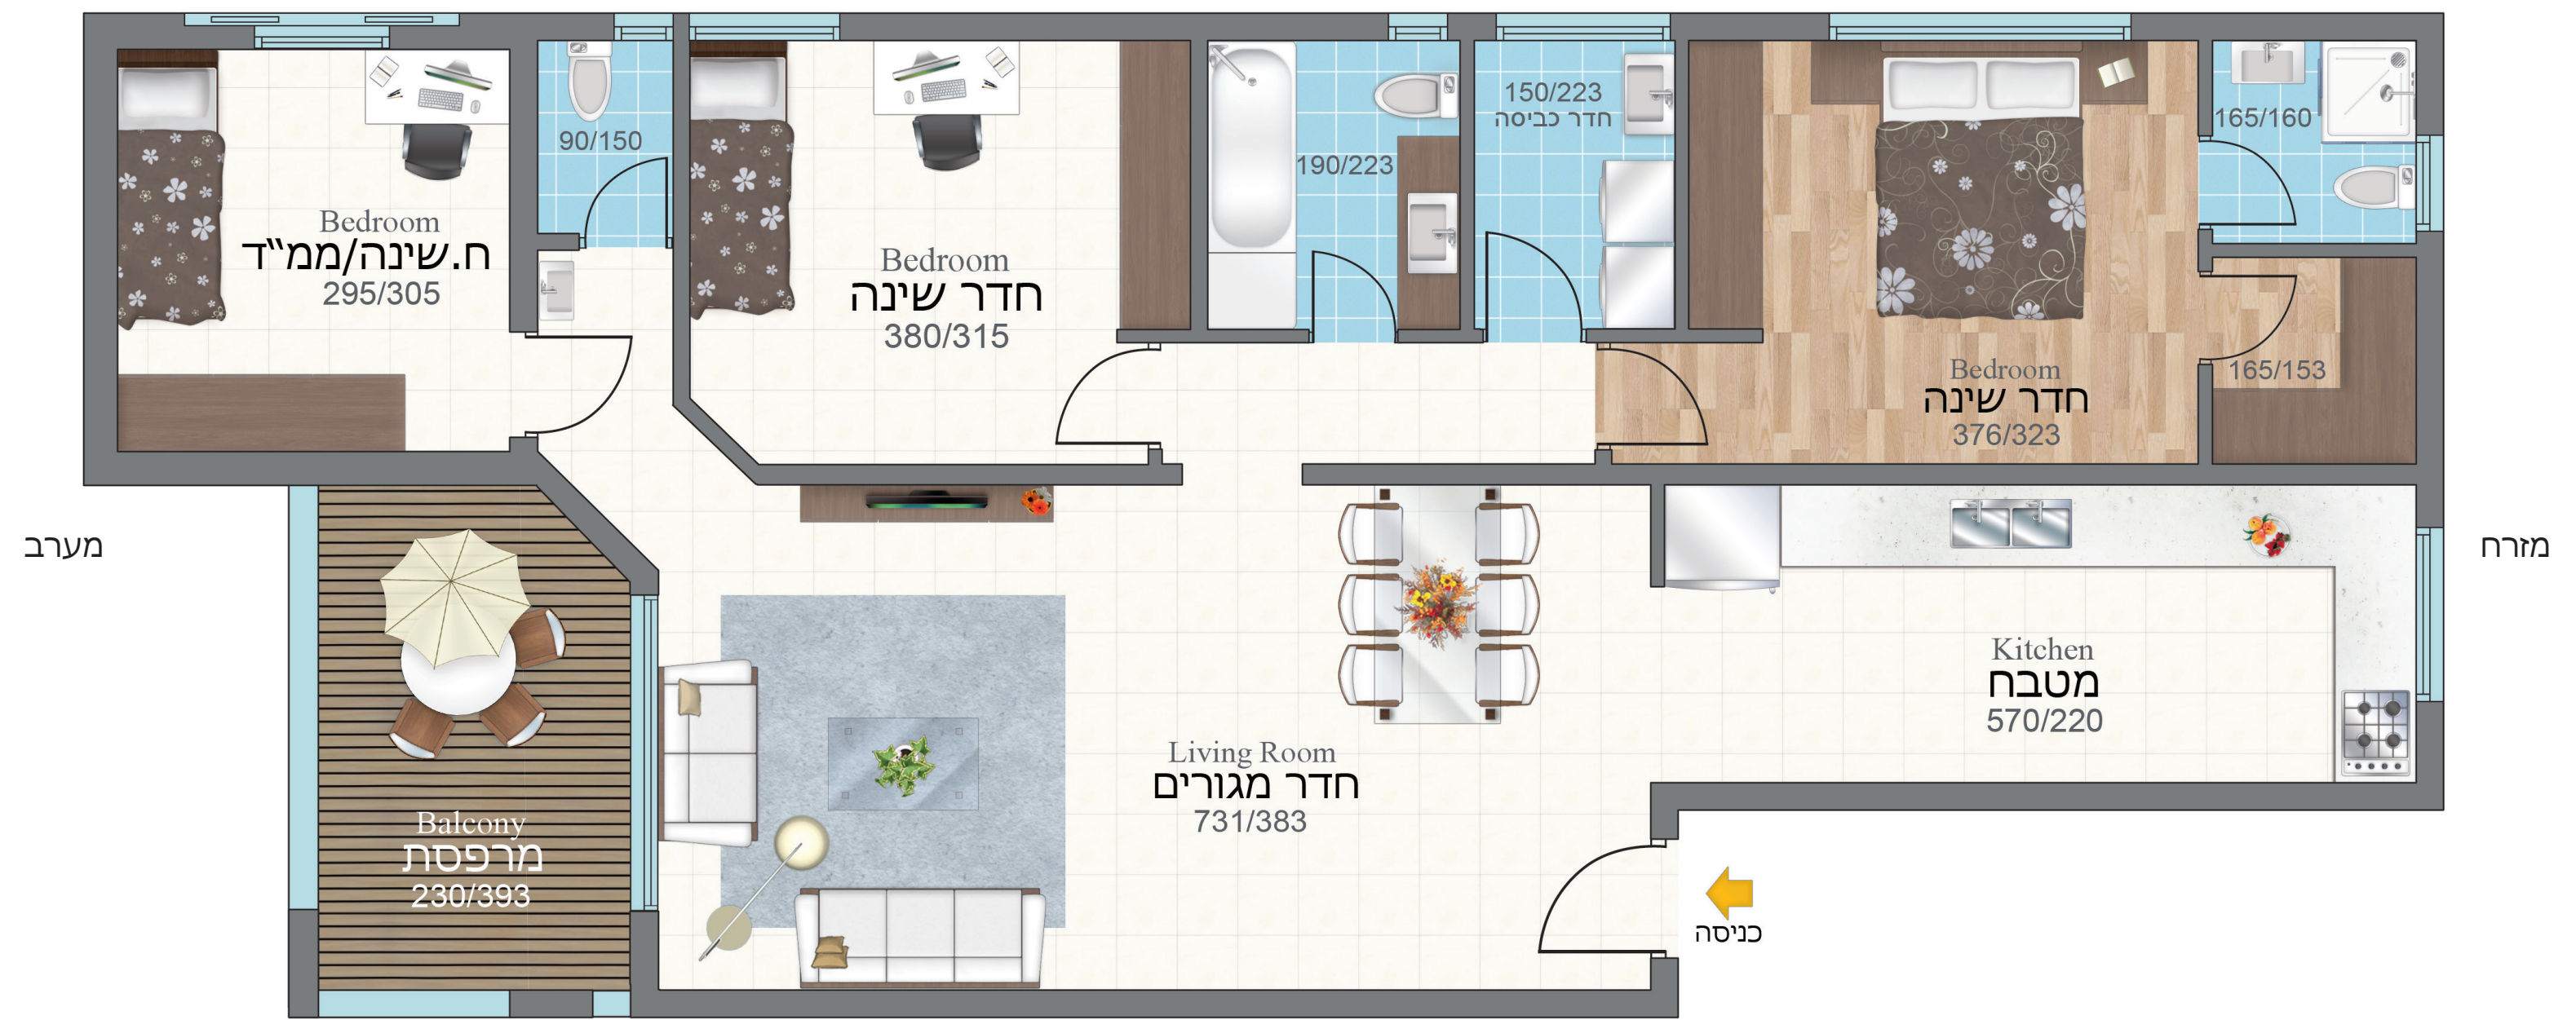 90/150
150/223
חדר כביסה
190/223
165/160
Bedroom
ח.שינה/ממ״ד
295/305
Bedroom
חדר שינה
380/315
Bedroom
חדר שינה
376/323
165/153
מערב
מזרח
Kitchen
מטבח
570/220
Living Room
חדר מגורים
731/383
Balcony
מרפסת
230/393
כניסה